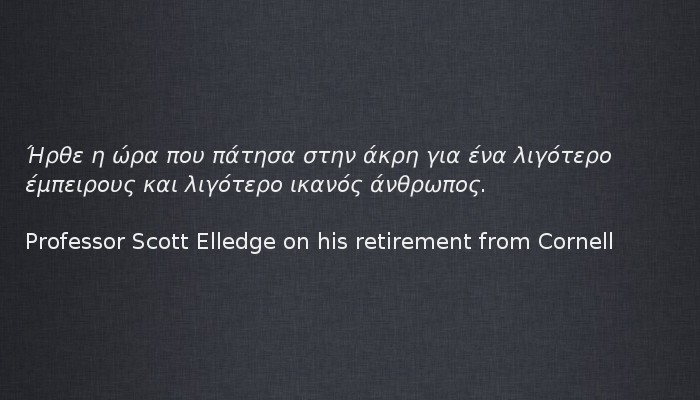 Ήρθε η ώρα που πάτησα στην άκρη για ένα λιγότερο
έμπειρους και λιγότερο ικανός άνθρωπος.
Professor Scott Elledge on his retirement from Cornell